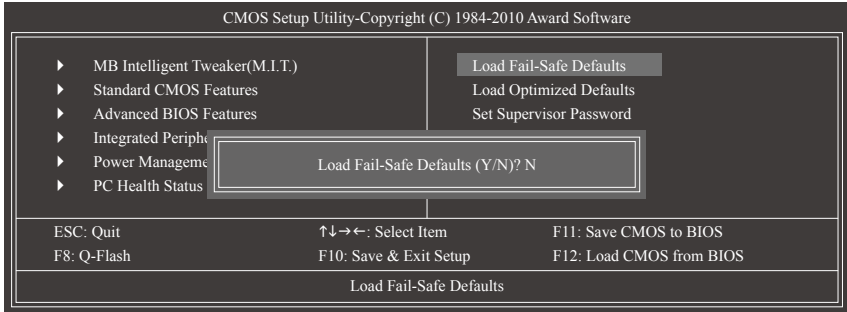 CMOS Setup Utility-Copyright (C) 1984-2010 Award Software
MB Intelligent Tweaker(M.I.T.)
Standard CMOS Features
Advanced BIOS Features
Integrated Periphe
Power Manageme
PC Health Status
Load Fail-Safe Defaults
Load Optimized Defaults
Set Supervisor Password
Load Fail-Safe Defaults (Y/N)? N
ESC: Quit ↑↓→←: Select Item F11: Save CMOS to BIOS
F8: Q-Flash F10: Save & Exit Setup F12: Load CMOS from BIOS
Load Fail-Safe Defaults